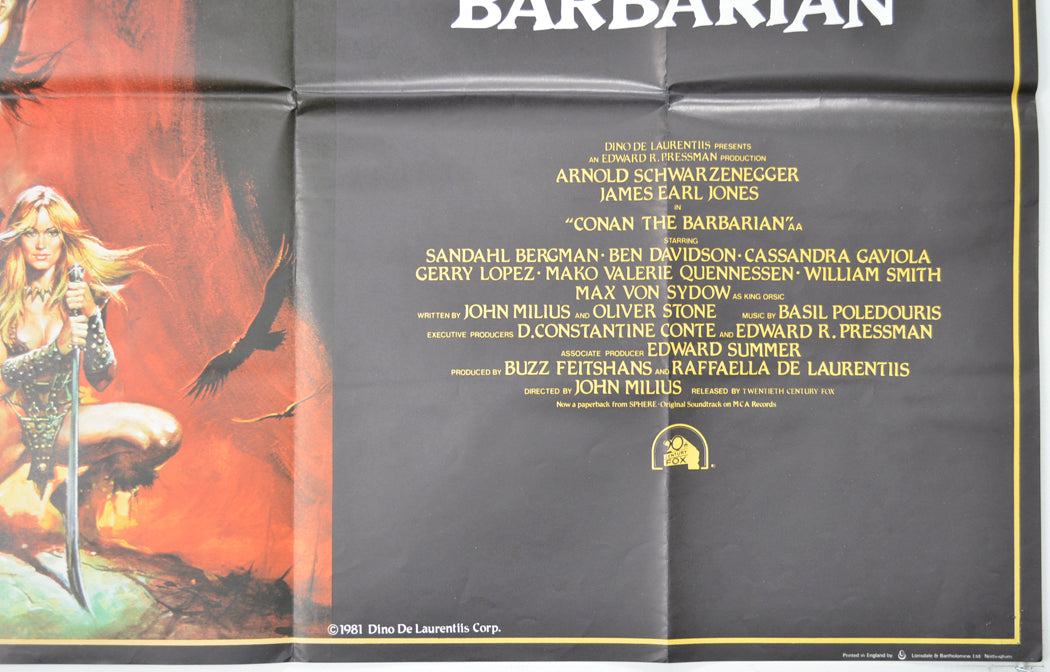 BARBARIAN
DINO DE LAURENTIIS PRESENTS
AN EDWARD R. PRESSMAN PRODUCTION
ARNOLD SCHWARZENEGGER
JAMES EARL JONES
IN
"CONAN THE BARBARIAN" AA
STARRING
SANDAHL BERGMAN · BEN DAVIDSON · CASSANDRA GAVIOLA
GERRY LOPEZ · MAKO VALERIE QUENNESSEN · WILLIAM SMITH
MAX VON SYDOW AS KING OSRIC
WRITTEN BY JOHN MILIUS AND OLIVER STONE MUSIC BY BASIL POLEDOURIS
EXECUTIVE PRODUCERS D. CONSTANTINE CONTE AND EDWARD R. PRESSMAN
ASSOCIATE PRODUCER EDWARD SUMMER
PRODUCED BY BUZZ FEITSHANS AND RAFFAELLA DE LAURENTIIS
DIRECTED BY JOHN MILIUS RELEASED BY TWENTIETH CENTURY FOX
Now a paperback from SPHERE · Original Soundtrack on MCA Records
20th
CENTURY
FOX
©1981 Dino De Laurentiis Corp.
Printed in England by Lonsdale & Bartholomew Ltd Nottingham